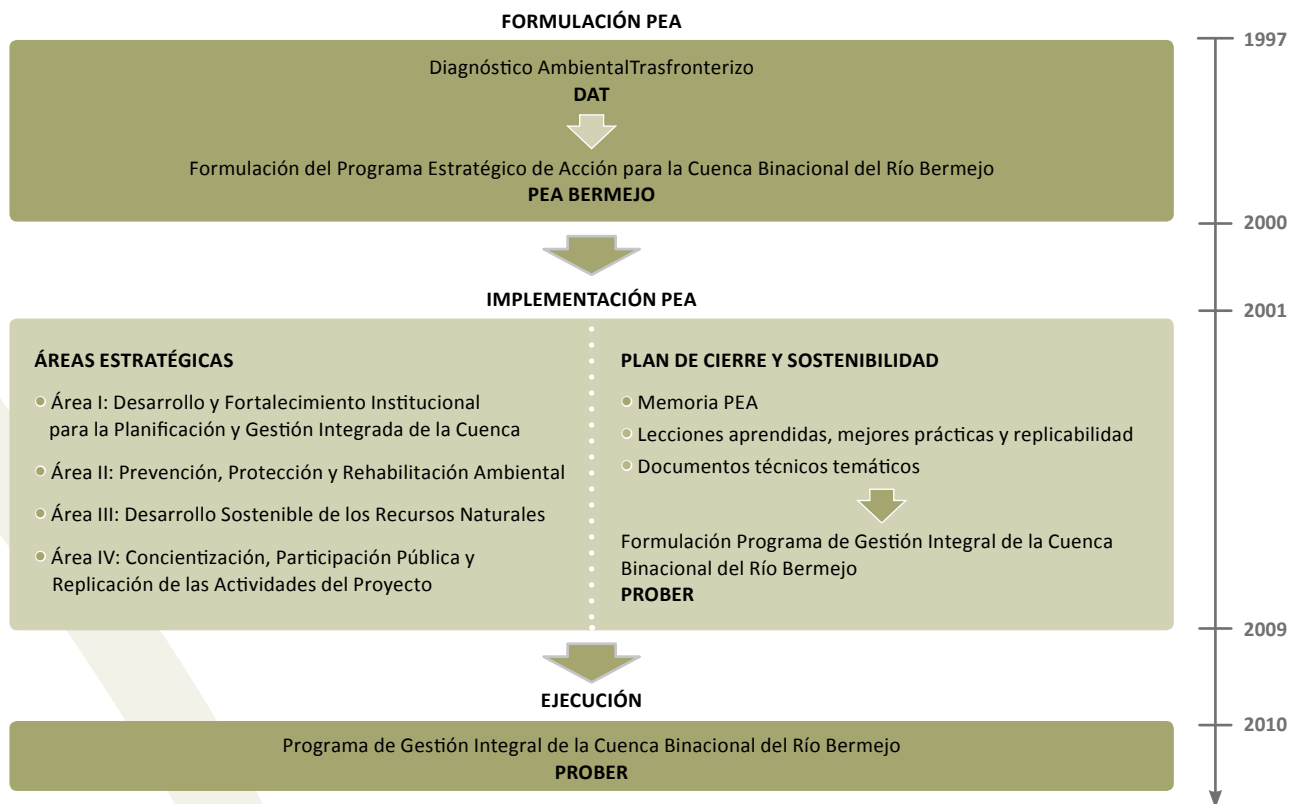 FORMULACIÓN PEA
1997
Diagnóstico AmbientalTrasfronterizo
DAT
Formulación del Programa Estratégico de Acción para la Cuenca Binacional del Río Bermejo
PEA BERMEJO
2000
IMPLEMENTACIÓN PEA
2001
ÁREAS ESTRATÉGICAS
Área I: Desarrollo y Fortalecimiento Institucional
para la Planificación y Gestión Integrada de la Cuenca
Área II: Prevención, Protección y Rehabilitación Ambiental
Área III: Desarrollo Sostenible de los Recursos Naturales
Área IV: Concientización, Participación Pública y
Replicación de las Actividades del Proyecto
PLAN DE CIERRE Y SOSTENIBILIDAD
Memoria PEA
Lecciones aprendidas, mejores prácticas y replicabilidad
Documentos técnicos temáticos
Formulación Programa de Gestión Integral de la Cuenca
Binacional del Río Bermejo
PROBER
2009
EJECUCIÓN
2010
Programa de Gestión Integral de la Cuenca Binacional del Río Bermejo
PROBER